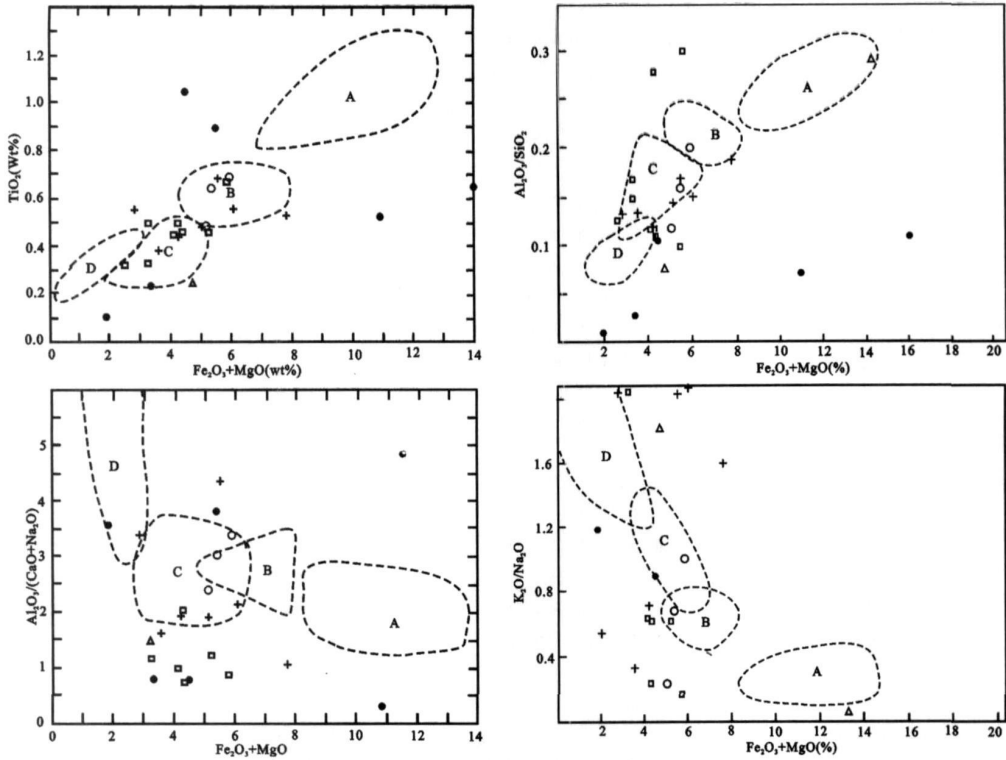 TiO₂(Wt%)
1.2
1.0
0.8
0.6
0.4
0.2
0.0
A
B
C
D
0 2 4 6 8 10 12 14
Fe₂O₃+MgO(wt%)
Al₂O₃/SiO₂
0.3
0.2
0.1
A
B
C
D
2 4 6 8 10 12 14 16 18 20
Fe₂O₃+MgO(%)
Al₂O₃/(CaO+Na₂O)
5
4
3
2
1
0
D
C
B
A
0 2 4 6 8 10 12 14
Fe₂O₃+MgO
K₂O/Na₂O
1.6
1.2
0.8
0.4
D
C
B
A
2 4 6 8 10 12 14 16 18 20
Fe₂O₃+MgO(%)